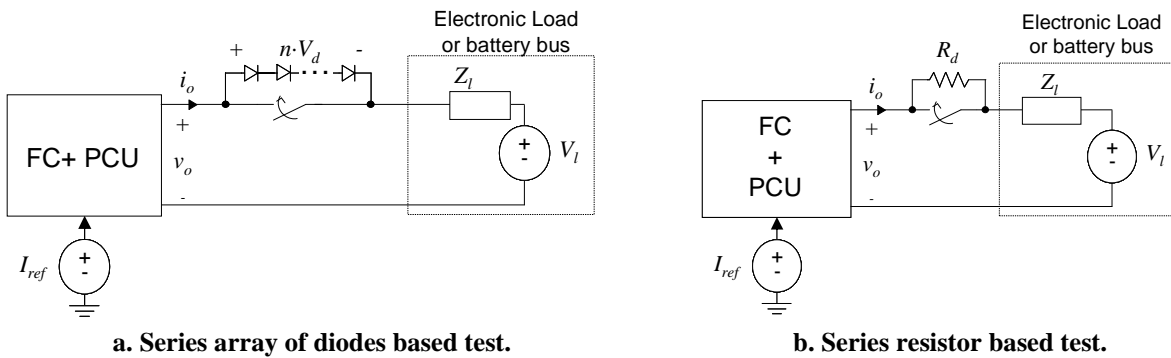 Electronic Load
or battery bus
+ n·V_d -
i_o
Z_l
+
FC+ PCU
v_o
-
+
-
V_l
I_ref
+
-
a. Series array of diodes based test.
Electronic Load
or battery bus
R_d
i_o
Z_l
+
FC
+
PCU
v_o
-
+
-
V_l
I_ref
+
-
b. Series resistor based test.